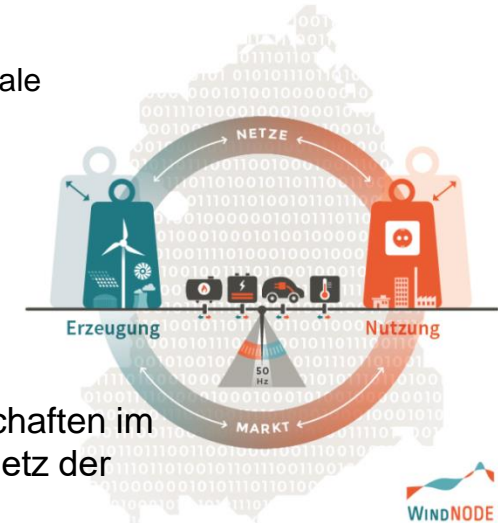 ale
NETZE
Erzeugung
Nutzung
50
Hz
chaften im
MARKT
etz der
WINDNODE